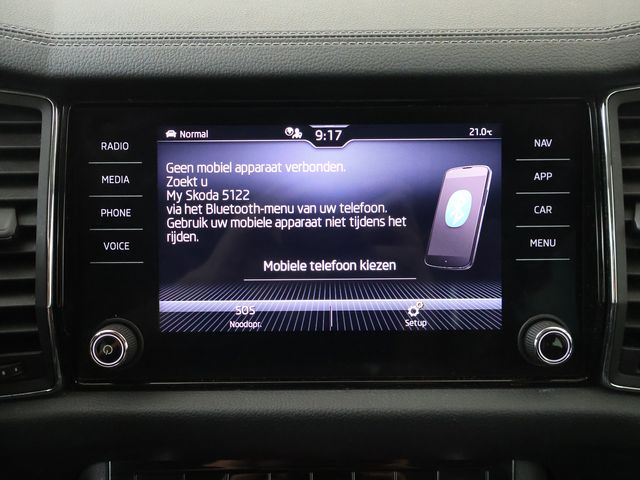 Normal
9:17
21.0°C
RADIO
MEDIA
PHONE
VOICE
Geen mobiel apparaat verbonden.
Zoekt u
My Skoda 5122
via het Bluetooth-menu van uw telefoon.
Gebruik uw mobiele apparaat niet tijdens het
rijden.
Mobiele telefoon kiezen
SOS
Noodopr.
Setup
NAV
APP
CAR
MENU